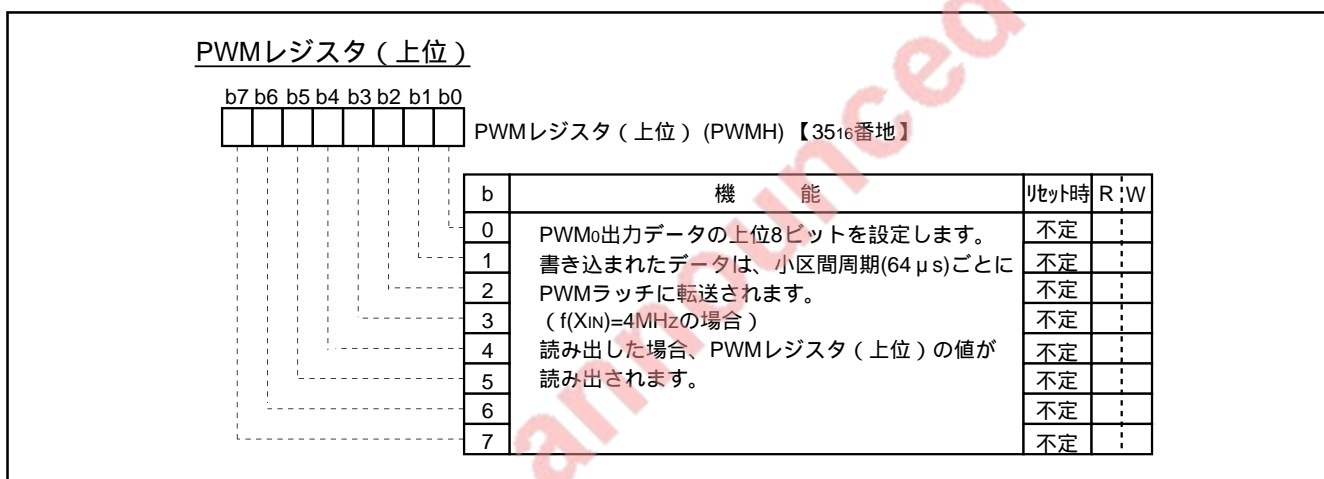 PWMレジスタ（上位）
b7 b6 b5 b4 b3 b2 b1 b0
PWMレジスタ（上位） (PWMH) 【3516番地】
b 機 能 リセット時 R W
0 PWM0出力データの上位8ビットを設定します。 不定
1 書き込まれたデータは、小区間周期(64μs)ごとに 不定
2 PWMラッチに転送されます。 不定
3 （f(XIN)=4MHzの場合） 不定
4 読み出した場合、PWMレジスタ（上位）の値が 不定
5 読み出されます。 不定
6 不定
7 不定
announced